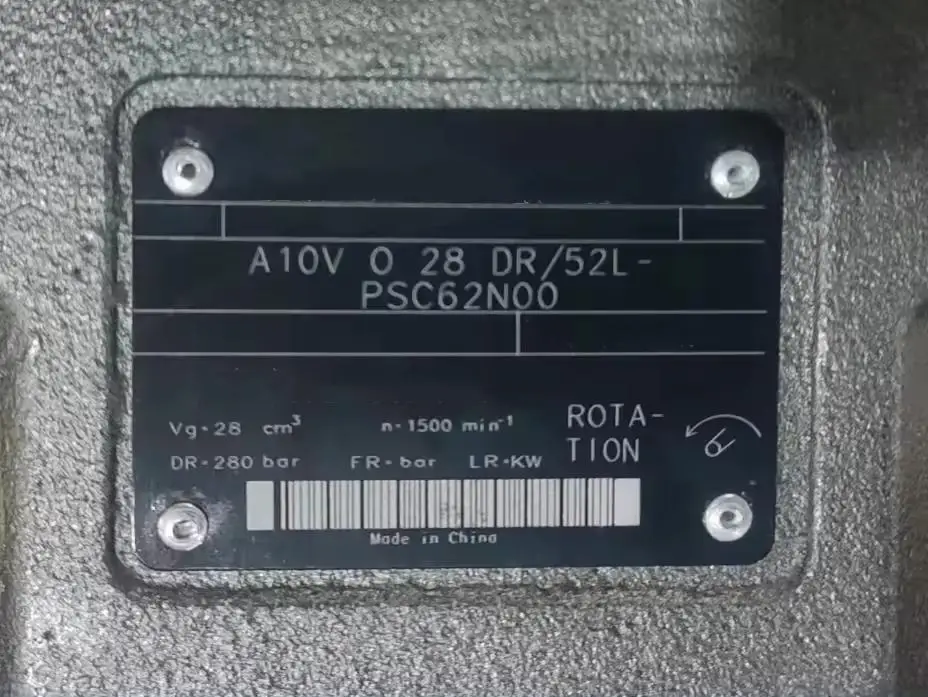 A10V O 28 DR/52L-
PSC62N00
Vg=28 cm³ n=1500 min⁻¹
ROTA-
TION
DR=280 bar FR=bar LR=KW
Made in China